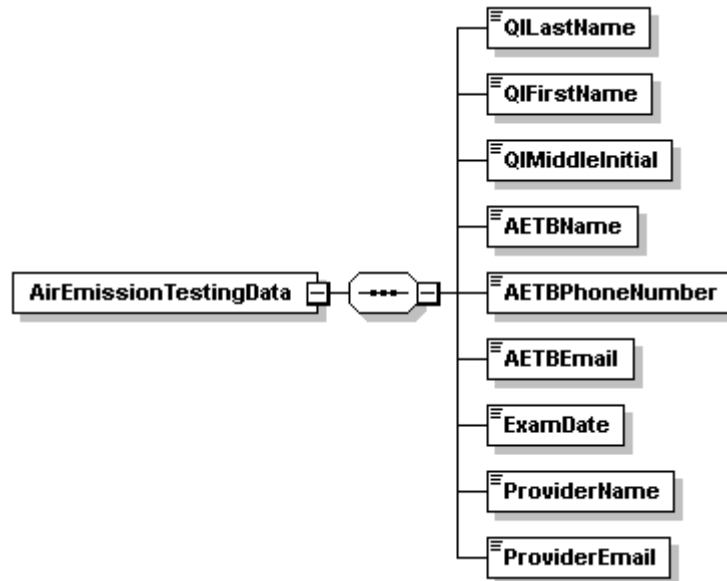 QILastName
QIFirstName
QIMiddleInitial
AETBName
AirEmissionTestingData
AETBPhoneNumber
AETBEmail
ExamDate
ProviderName
ProviderEmail